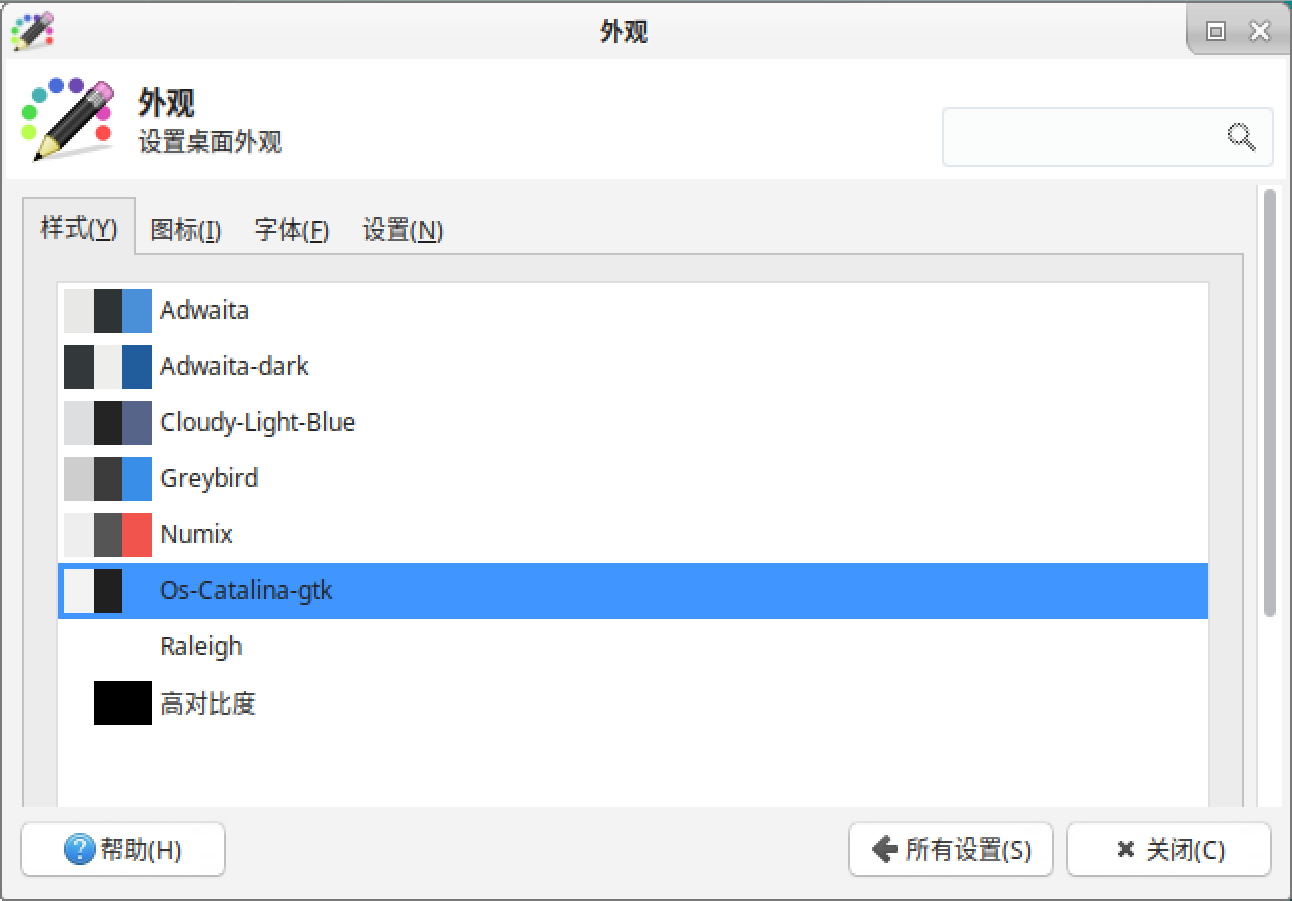 外观
外观
设置桌面外观
样式(Y) 图标(I) 字体(F) 设置(N)
Adwaita
Adwaita-dark
Cloudy-Light-Blue
Greybird
Numix
Os-Catalina-gtk
Raleigh
高对比度
帮助(H) 所有设置(S) 关闭(C)